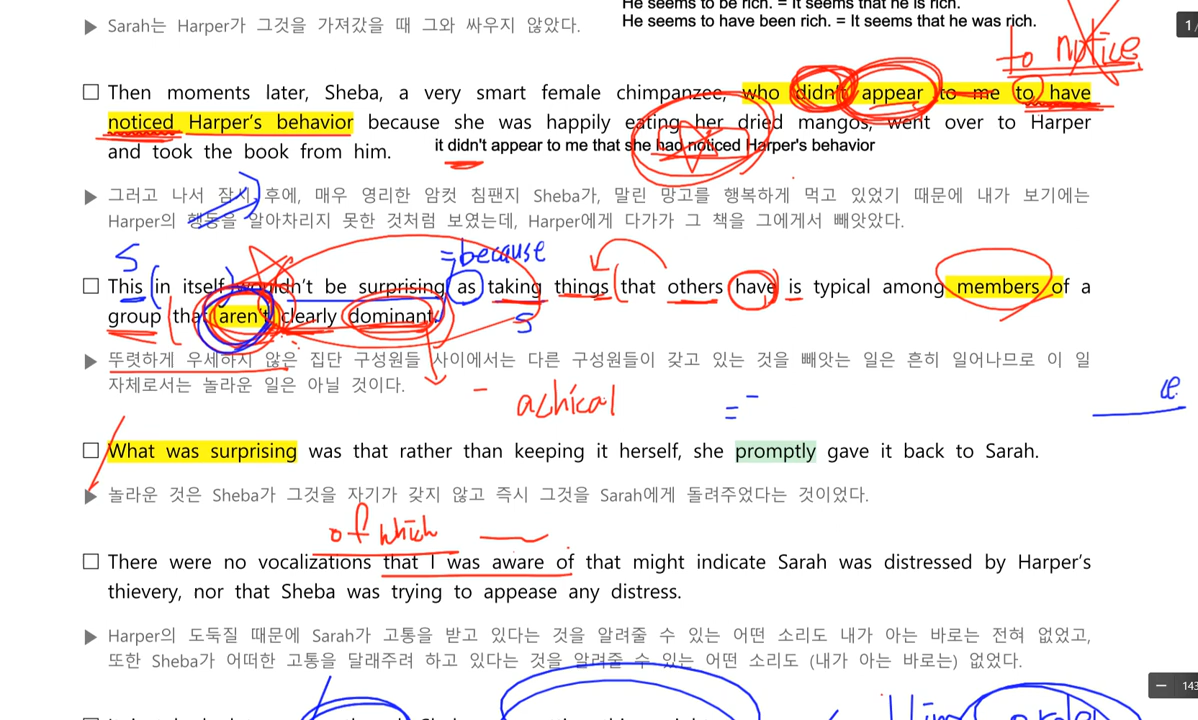 He seems to be rich. = It seems that he is rich.
▶ Sarah는 Harper가 그것을 가져갔을 때 그와 싸우지 않았다.
He seems to have been rich. = It seems that he was rich.
1/
to notice
□ Then moments later, Sheba, a very smart female chimpanzee, who didn't appear to me to have
noticed Harper's behavior because she was happily eating her dried mangos, went over to Harper
and took the book from him.
it didn't appear to me that she had noticed Harper's behavior
▶ 그러고 나서 잠시 후에, 매우 영리한 암컷 침팬지 Sheba가, 말린 망고를 행복하게 먹고 있었기 때문에 내가 보기에는
Harper의 행동을 알아차리지 못한 것처럼 보였는데, Harper에게 다가가 그 책을 그에게서 빼앗았다.
S
=because
□ This in itself wouldn't be surprising as taking things that others have is typical among members of a
group that aren't clearly dominant.
S
▶ 뚜렷하게 우세하지 않은 집단 구성원들 사이에서는 다른 구성원들이 갖고 있는 것을 빼앗는 일은 흔히 일어나므로 이 일
자체로서는 놀라운 일은 아닐 것이다.
achical
=
□ What was surprising was that rather than keeping it herself, she promptly gave it back to Sarah.
▶ 놀라운 것은 Sheba가 그것을 자기가 갖지 않고 즉시 그것을 Sarah에게 돌려주었다는 것이었다.
of which
□ There were no vocalizations that I was aware of that might indicate Sarah was distressed by Harper's
thievery, nor that Sheba was trying to appease any distress.
▶ Harper의 도둑질 때문에 Sarah가 고통을 받고 있다는 것을 알려줄 수 있는 어떤 소리도 내가 아는 바로는 전혀 없었고,
또한 Sheba가 어떠한 고통을 달래주려 하고 있다는 것을 알려줄 수 있는 어떤 소리도 (내가 아는 바로는) 없었다.
143